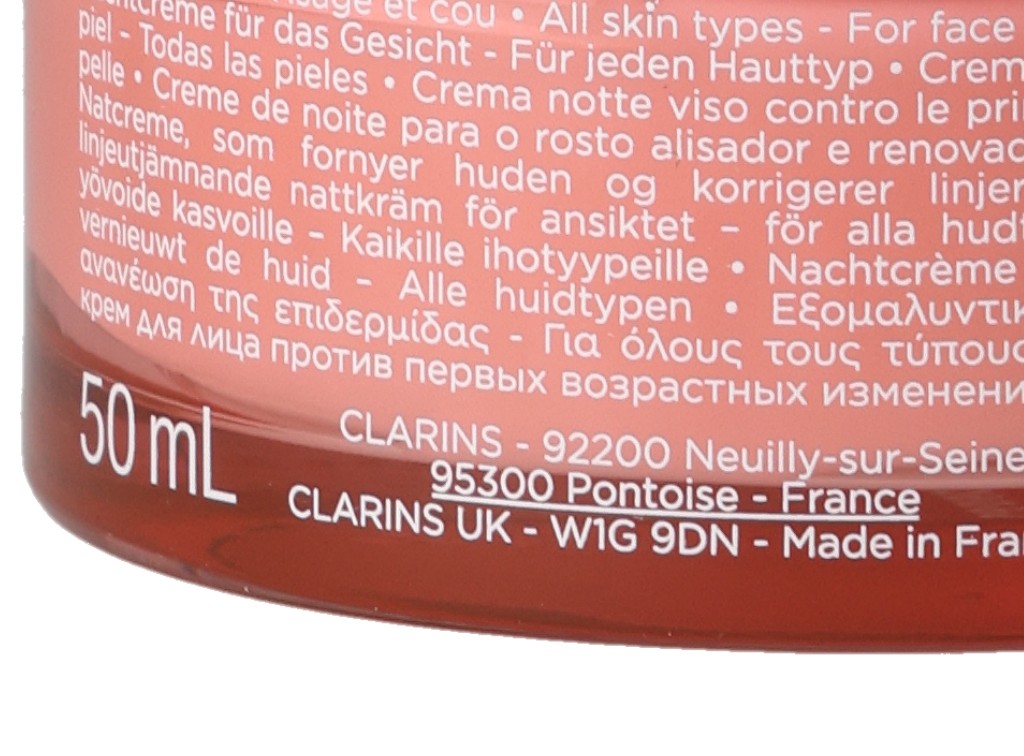 et cou • All skin types - For face
für das Gesicht - Für jeden Hauttyp • Crem
piel - Todas las pieles • Crema notte viso contro le pri
pelle • Creme de noite para o rosto alisador e renovad
Natcreme, som fornyer huden og korrigerer linjer
linjeutjämnande nattkräm för ansiktet – för alla hudt
yövoide kasvoille – Kaikille ihotyypeille • Nachtcrème
vernieuwt de huid – Alle huidtypen • Εξομαλυντικ
ανανέωση της επιδερμίδας - Για όλους τους τύπους
крем для лица против первых возрастных изменени
50 mL
CLARINS - 92200 Neuilly-sur-Seine
95300 Pontoise - France
CLARINS UK - W1G 9DN - Made in Fra